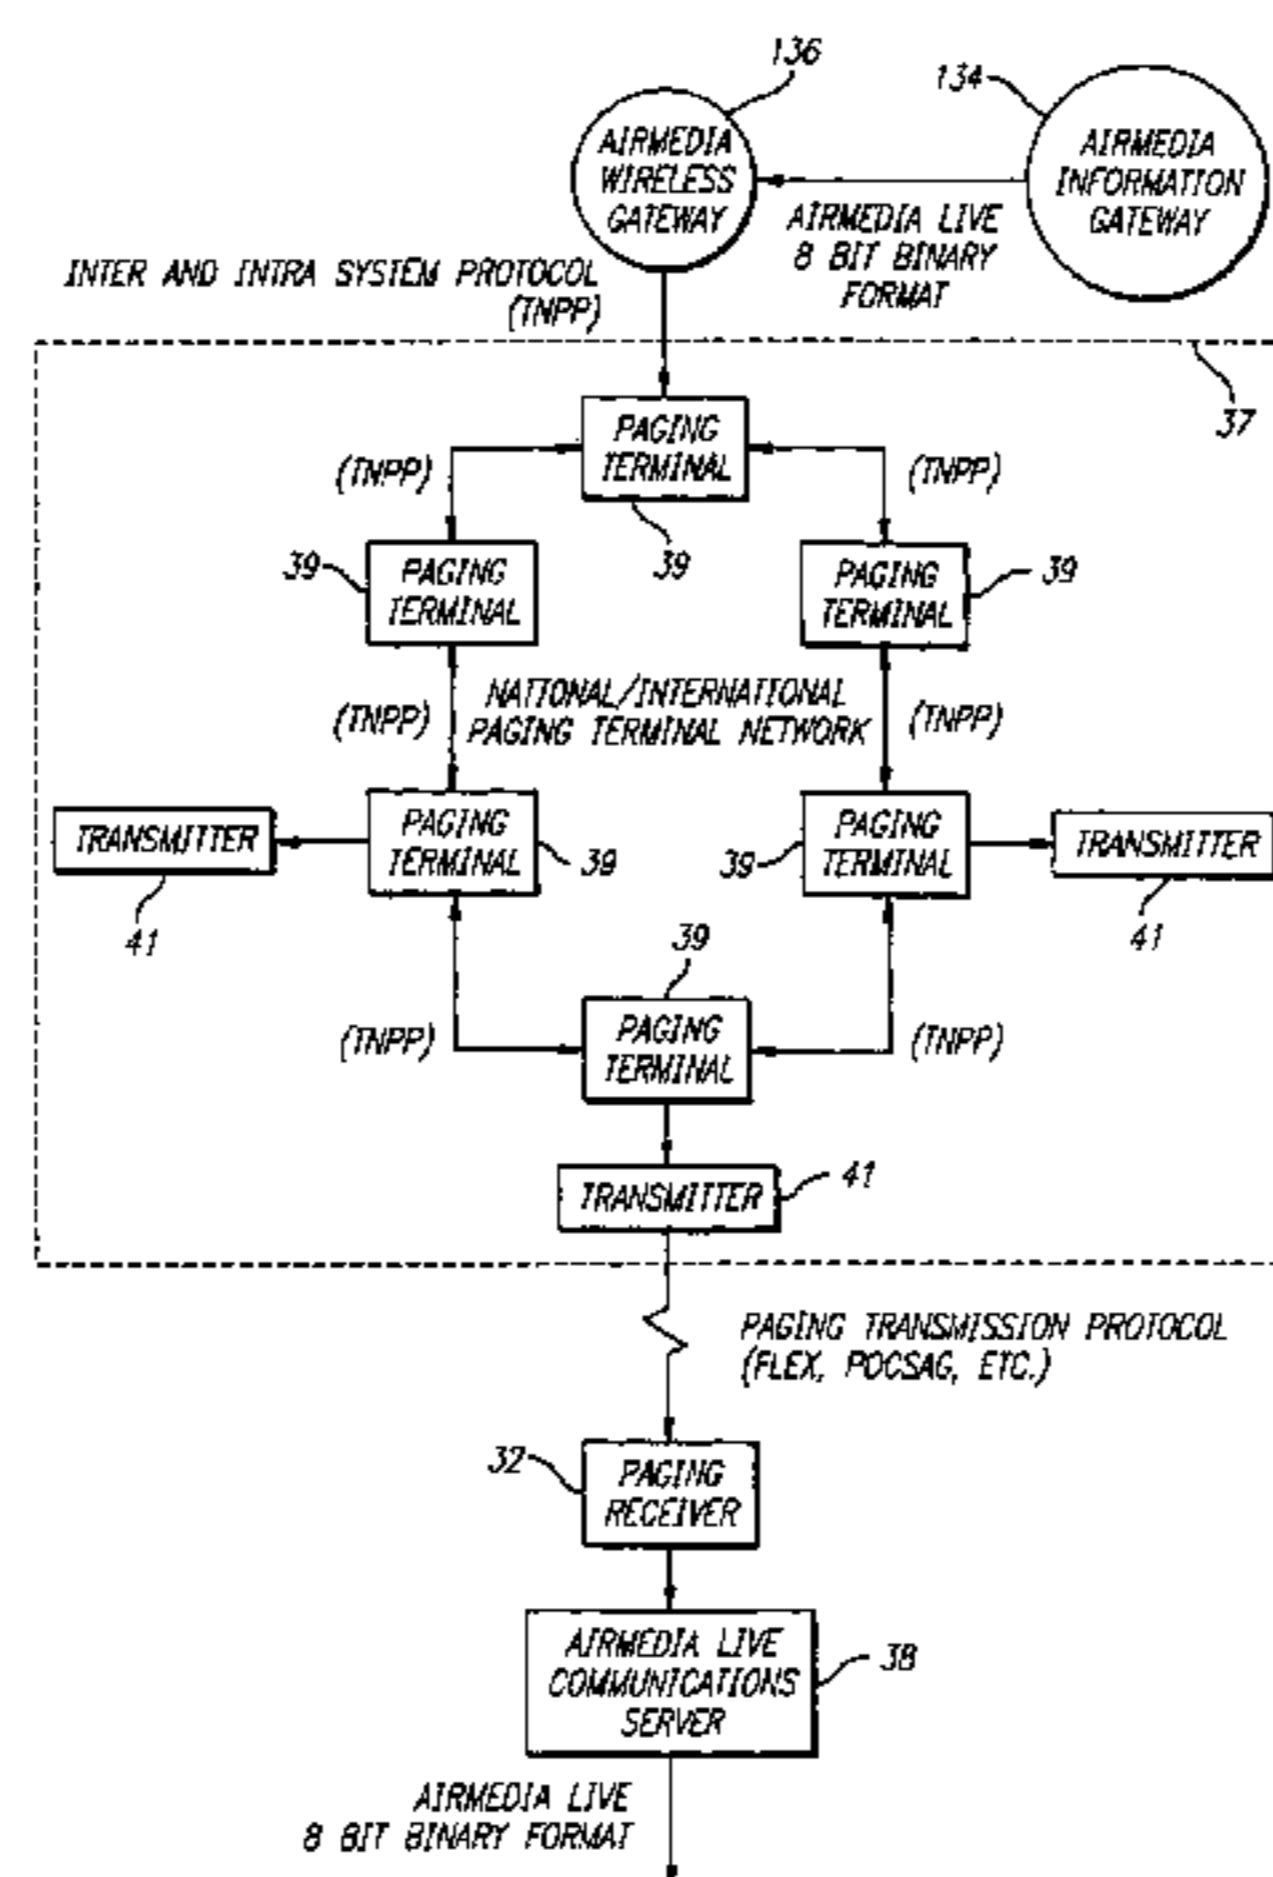 136
134
AIRMEDIA
WIRELESS
GATEWAY
AIRMEDIA
INFORMATION
GATEWAY
AIRMEDIA LIVE
8 BIT BINARY
FORMAT
INTER AND INTRA SYSTEM PROTOCOL
(TNPP)
37
PAGING
TERMINAL
39
(TNPP)
(TNPP)
39
PAGING
TERMINAL
PAGING
TERMINAL
39
NATIONAL/INTERNATIONAL
PAGING TERMINAL NETWORK
(TNPP)
(TNPP)
TRANSMITTER
41
PAGING
TERMINAL
39
39
PAGING
TERMINAL
TRANSMITTER
41
39
PAGING
TERMINAL
(TNPP)
(TNPP)
TRANSMITTER
41
PAGING TRANSMISSION PROTOCOL
(FLEX, POCSAG, ETC.)
32
PAGING
RECEIVER
AIRMEDIA LIVE
COMMUNICATIONS
SERVER
38
AIRMEDIA LIVE
8 BIT BINARY FORMAT